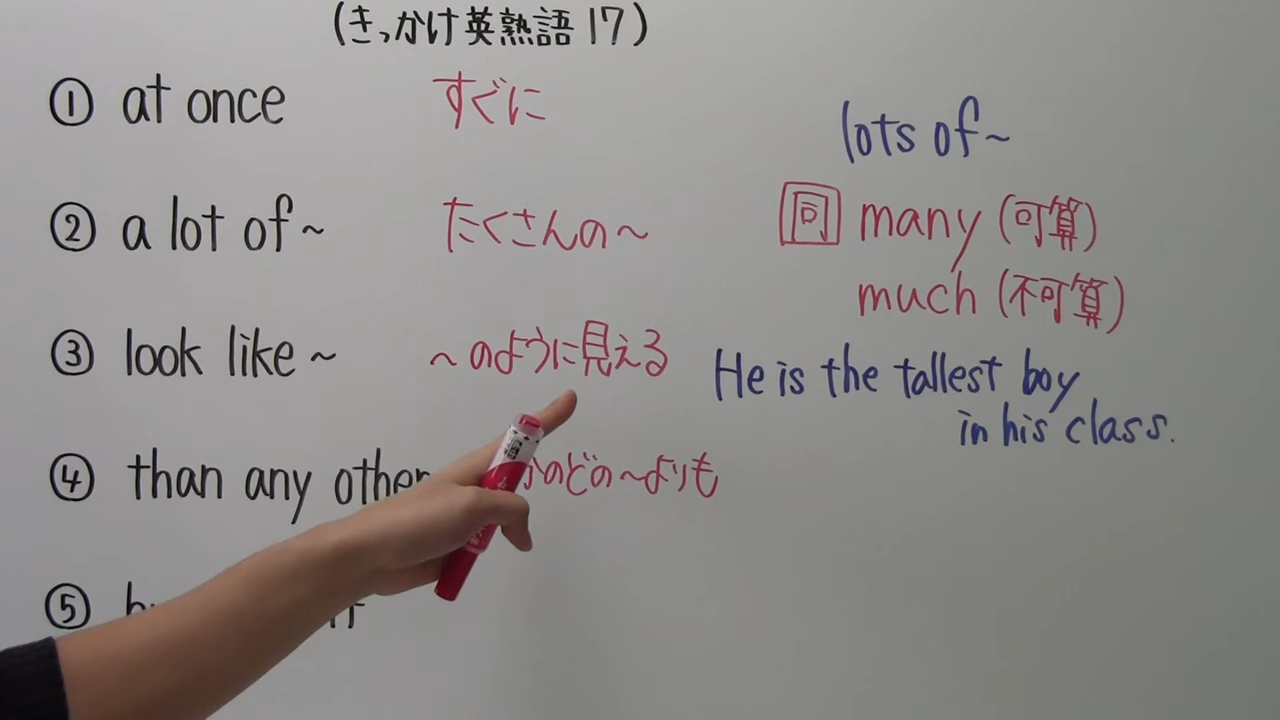 (きっかけ英熟語17)
① at once すぐに
② a lot of~ たくさんの~
③ look like~ ~のように見える
④ than any other かのどの~よりも
⑤
lots of~
同 many (可算)
much (不可算)
He is the tallest boy
in his class.